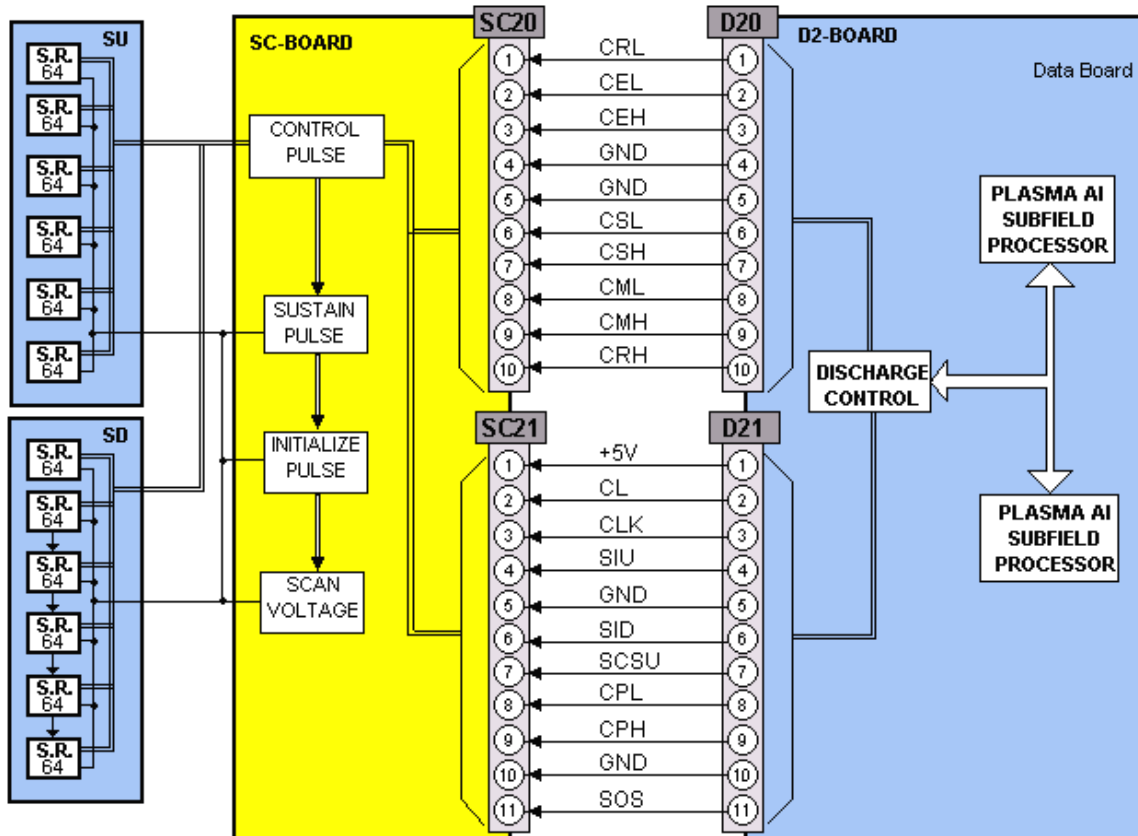 SU
S.R.
64
S.R.
64
S.R.
64
S.R.
64
S.R.
64
S.R.
64
SD
S.R.
64
S.R.
64
S.R.
64
S.R.
64
S.R.
64
S.R.
64
SC-BOARD
CONTROL
PULSE
SUSTAIN
PULSE
INITIALIZE
PULSE
SCAN
VOLTAGE
SC20
D20
1 CRL 1
2 CEL 2
3 CEH 3
4 GND 4
5 GND 5
6 CSL 6
7 CSH 7
8 CML 8
9 CMH 9
10 CRH 10
SC21
D21
1 +5V 1
2 CL 2
3 CLK 3
4 SIU 4
5 GND 5
6 SID 6
7 SCSU 7
8 CPL 8
9 CPH 9
10 GND 10
11 SOS 11
D2-BOARD
Data Board
PLASMA AI
SUBFIELD
PROCESSOR
DISCHARGE
CONTROL
PLASMA AI
SUBFIELD
PROCESSOR